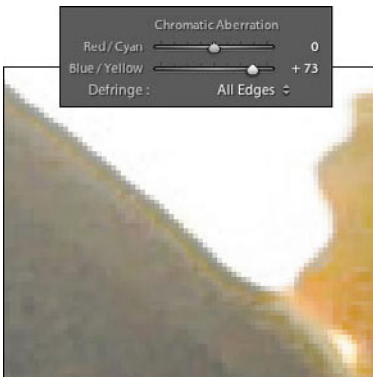 Chromatic Aberration
Red / Cyan 0
Blue / Yellow + 73
Defringe : All Edges